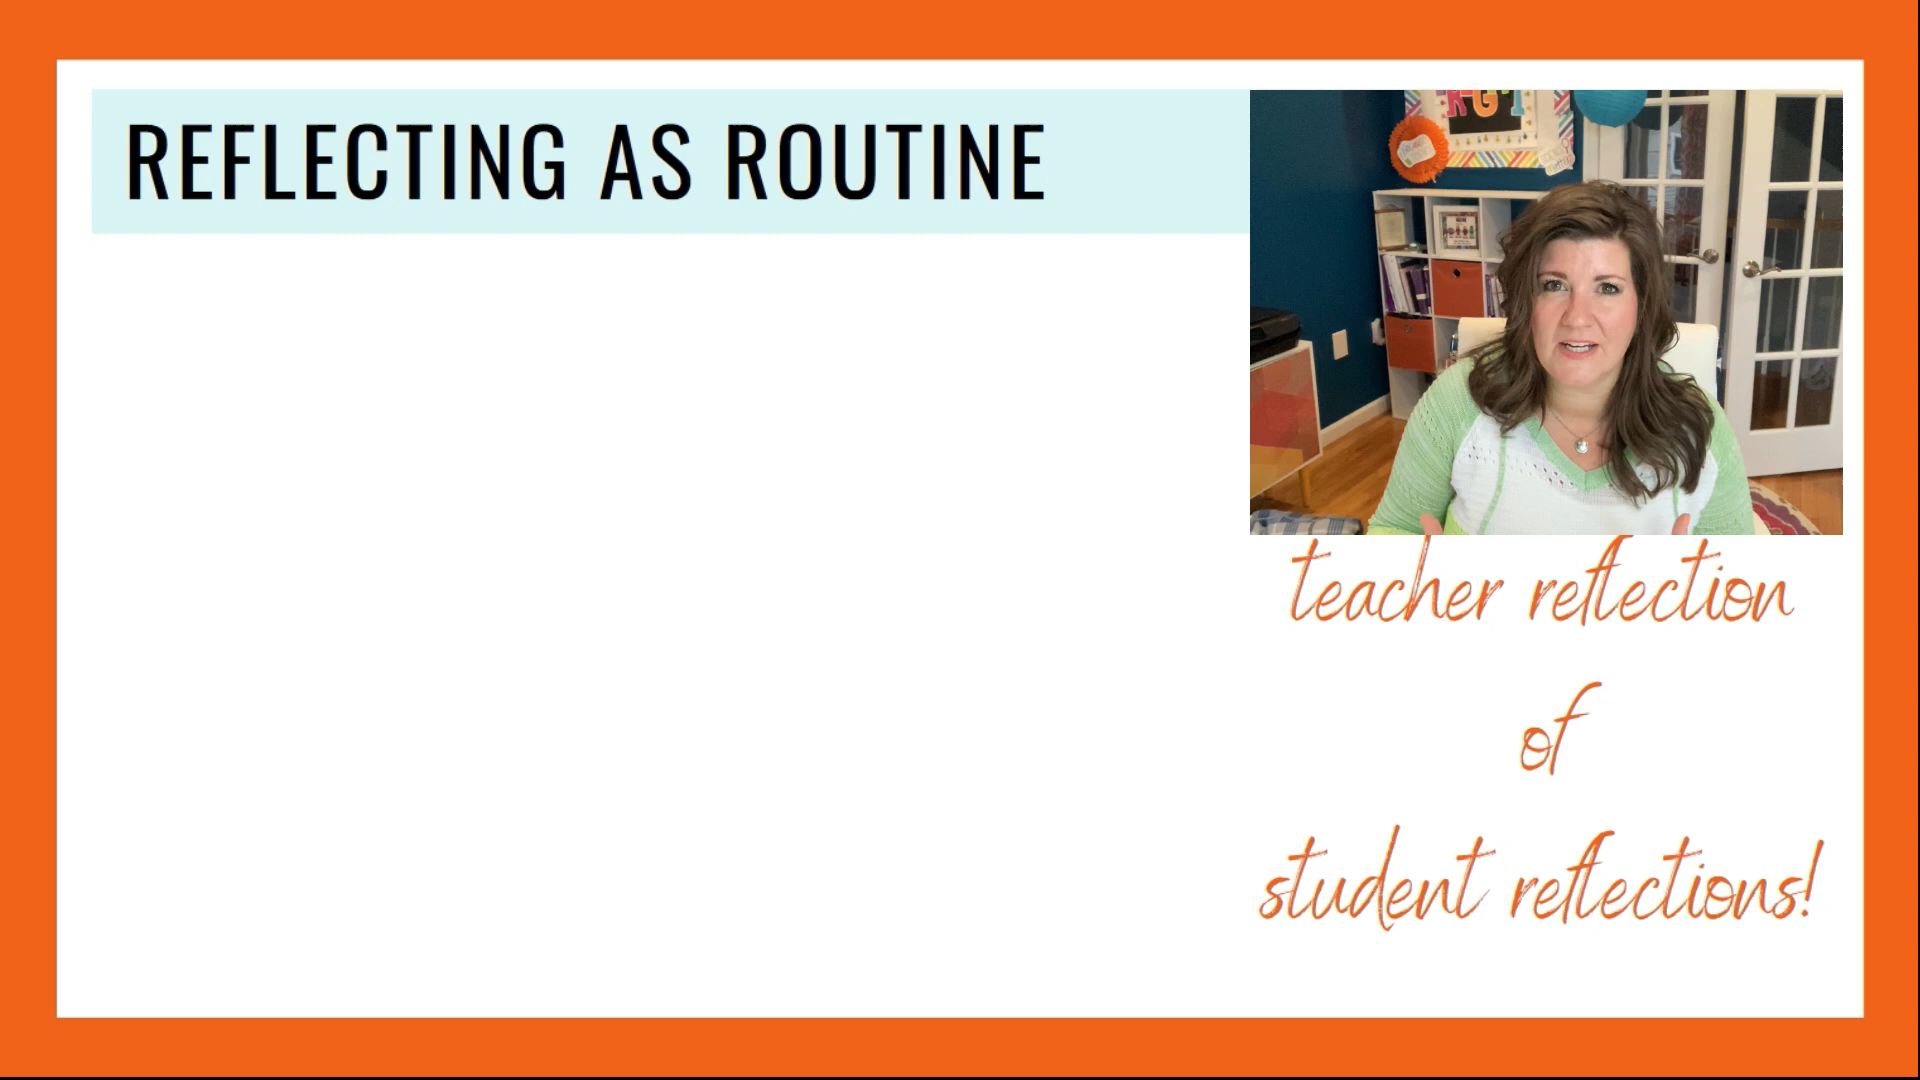 REFLECTING AS ROUTINE
teacher reflection
of
student reflections!